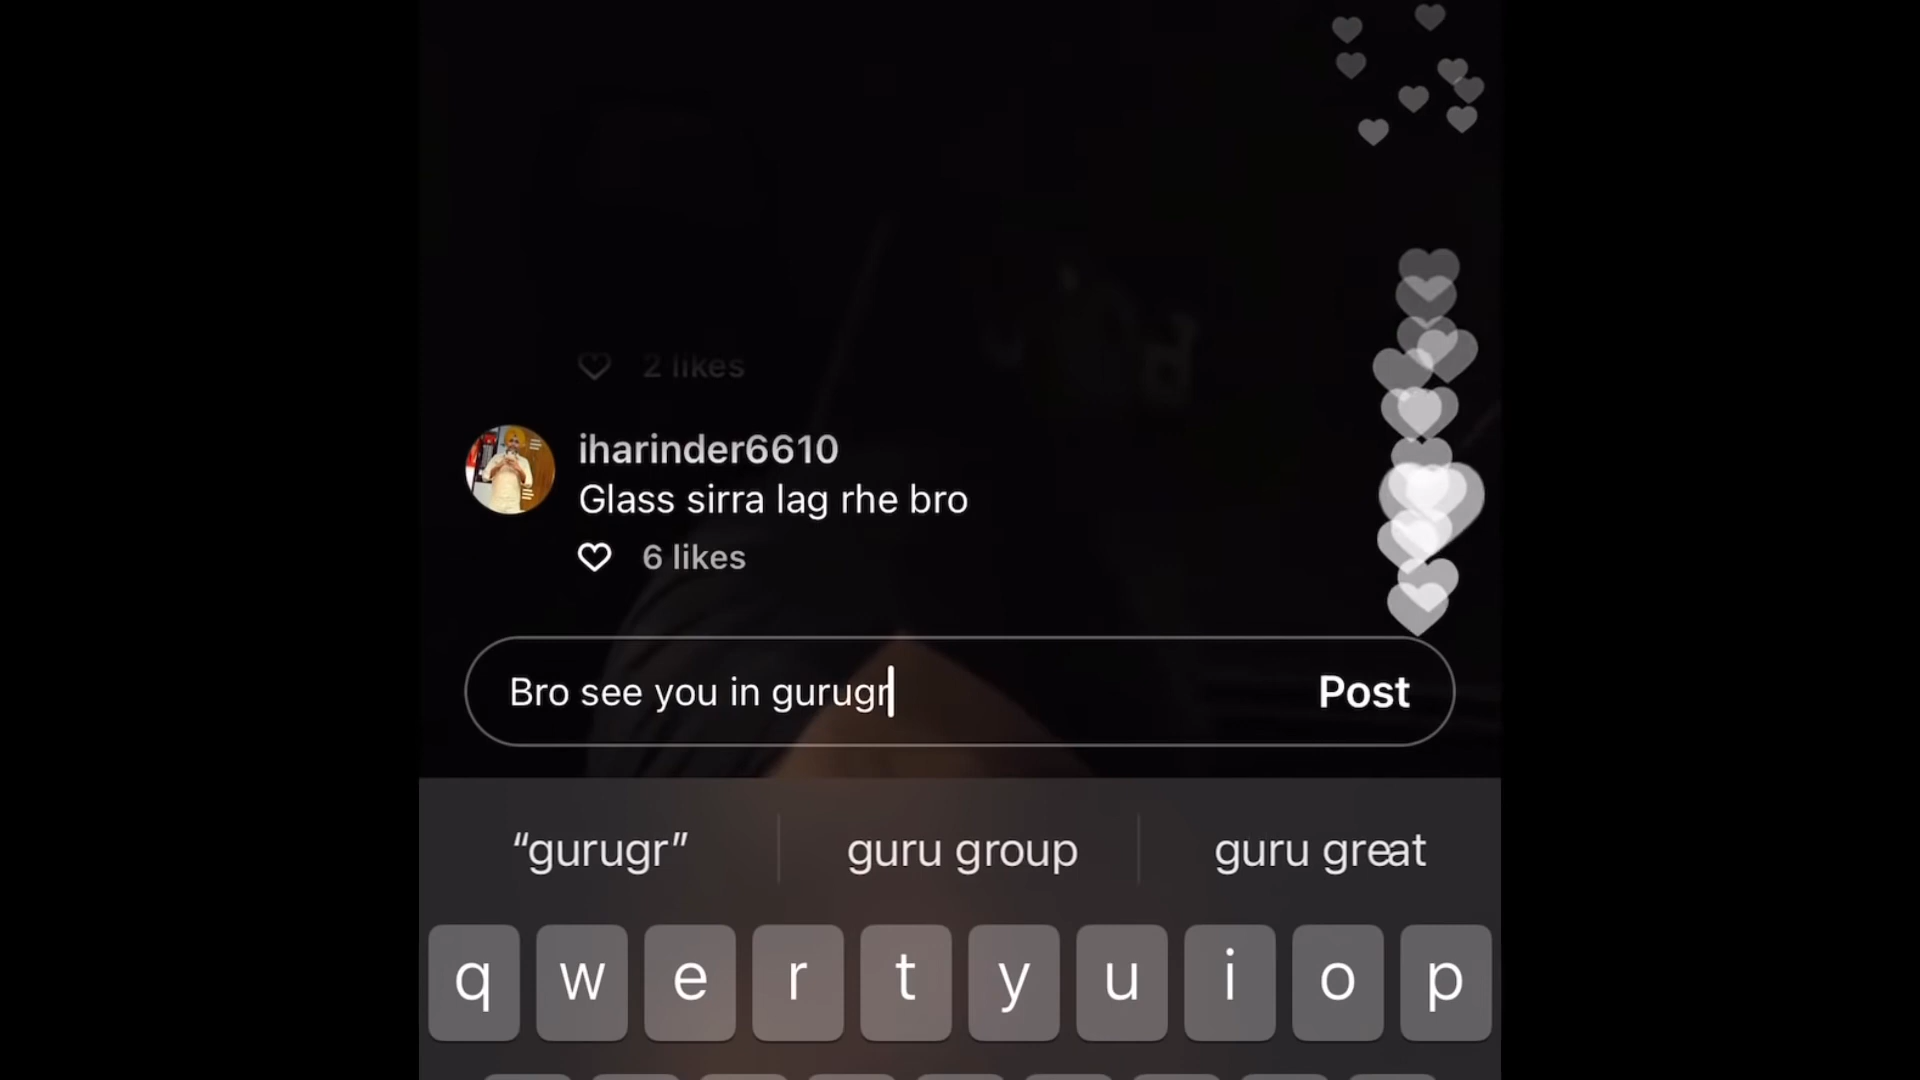 2 likes
iharinder6610
Glass sirra lag rhe bro
6 likes
Bro see you in gurugr
Post
“gurugr”
guru group
guru great
q w e r t y u i o p